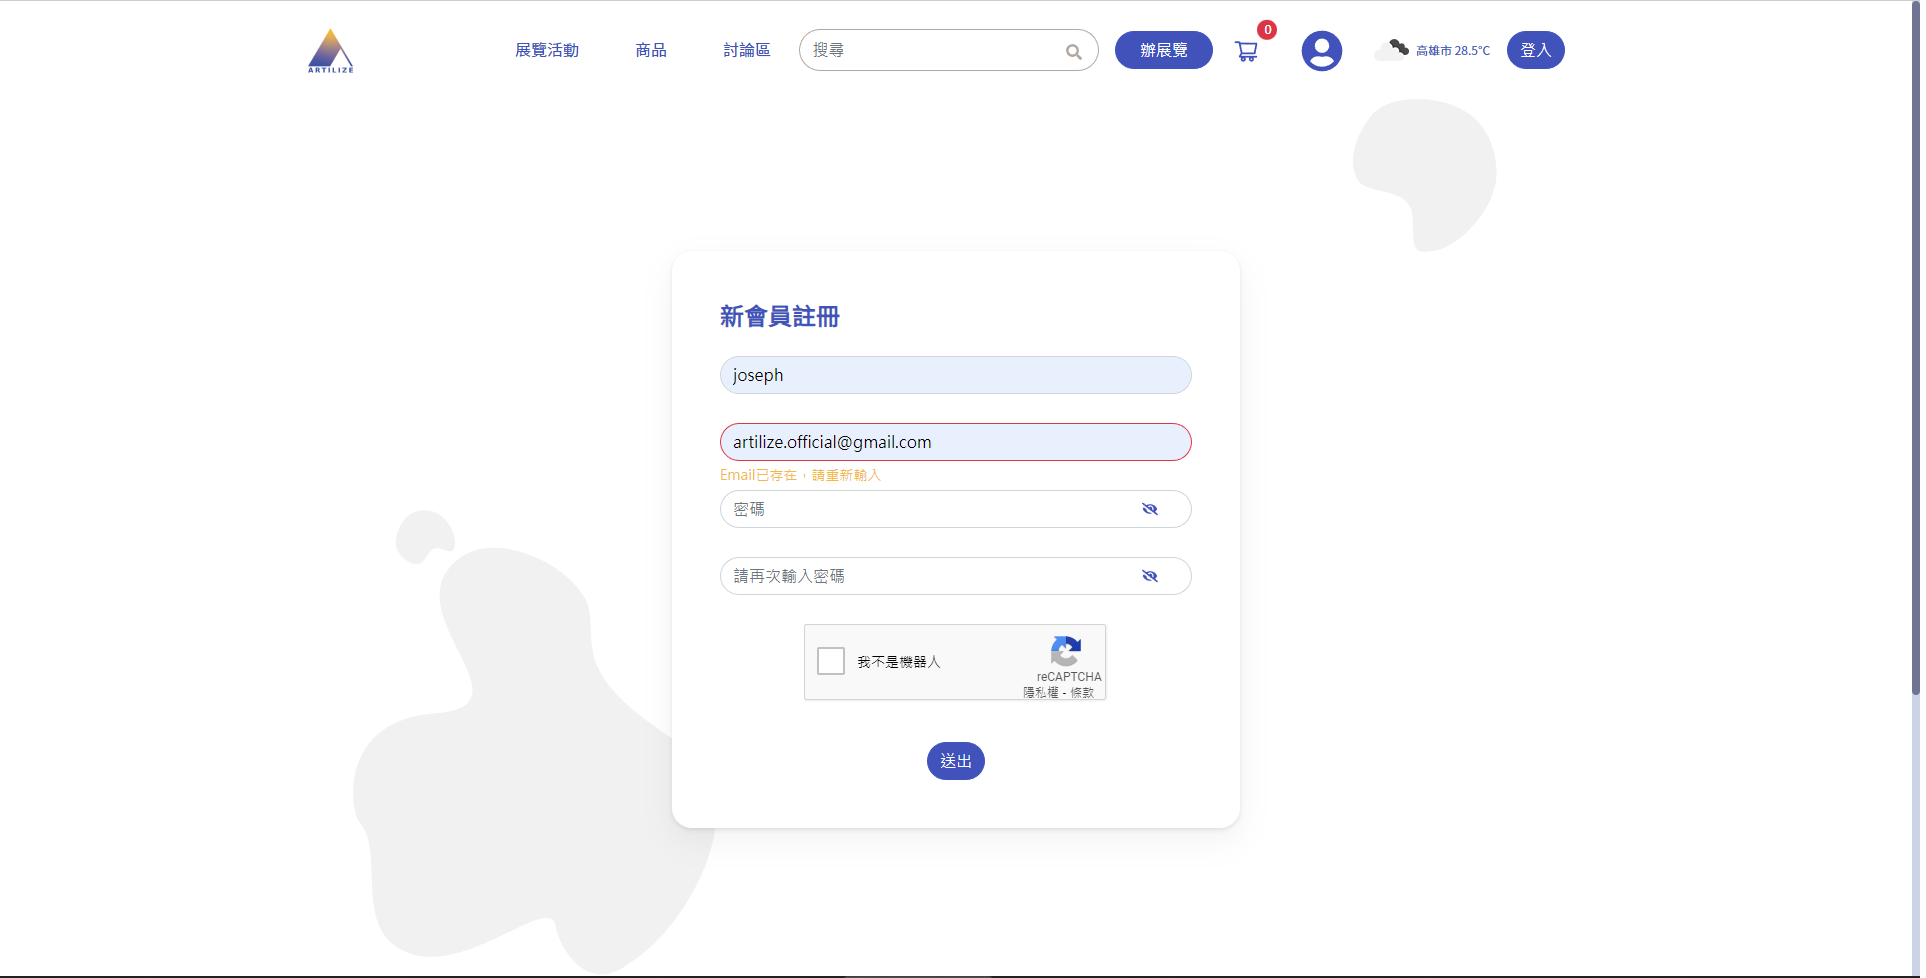 ARTILIZE
展覽活動
商品
討論區
搜尋
辦展覽
0
高雄市 28.5°C
登入
新會員註冊
joseph
artilize.official@gmail.com
Email已存在，請重新輸入
密碼
請再次輸入密碼
我不是機器人
reCAPTCHA
隱私權 - 條款
送出